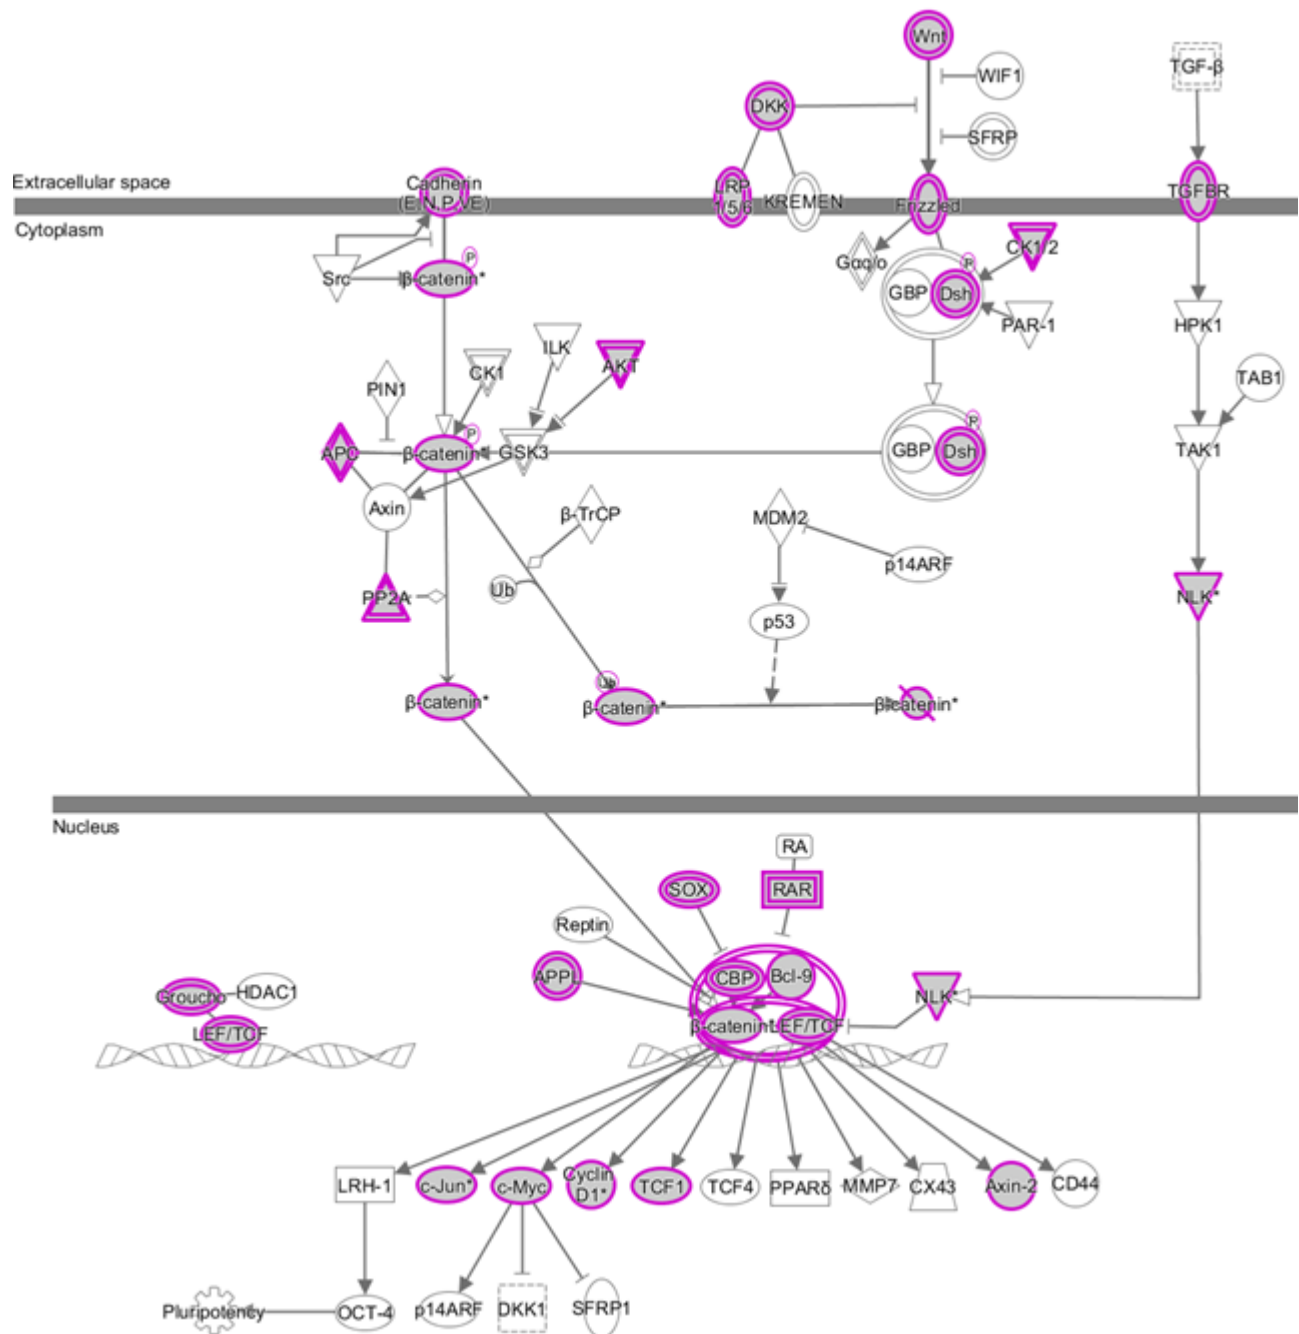 Wnt
WIF1
TGF-β
DKK
SFRP
Extracellular space
Cadherin
(E,N,P,VE)
LRP
1/5/6
KREMEN
Frizzled
TGFBR
Cytoplasm
Src
P
β-catenin*
Gαq/o
P
CK1/2
GBP
Dsh
PAR-1
HPK1
ILK
AKT
CK1
PIN1
TAB1
P
P
APC
β-catenin*
GSK3
GBP
Dsh
TAK1
Axin
β-TrCP
MDM2
p14ARF
Ub
PP2A
NLK*
p53
Ub
β-catenin*
β-catenin*
β-catenin*
Nucleus
RA
SOX
RAR
Reptin
APPL
CBP
Bcl-9
NLK*
Groucho
HDAC1
β-catenin*
LEF/TCF
LEF/TCF
LRH-1
c-Jun*
c-Myc
Cyclin
D1*
TCF1
TCF4
PPARδ
MMP7
CX43
Axin-2
CD44
Pluripotency
OCT-4
p14ARF
DKK1
SFRP1